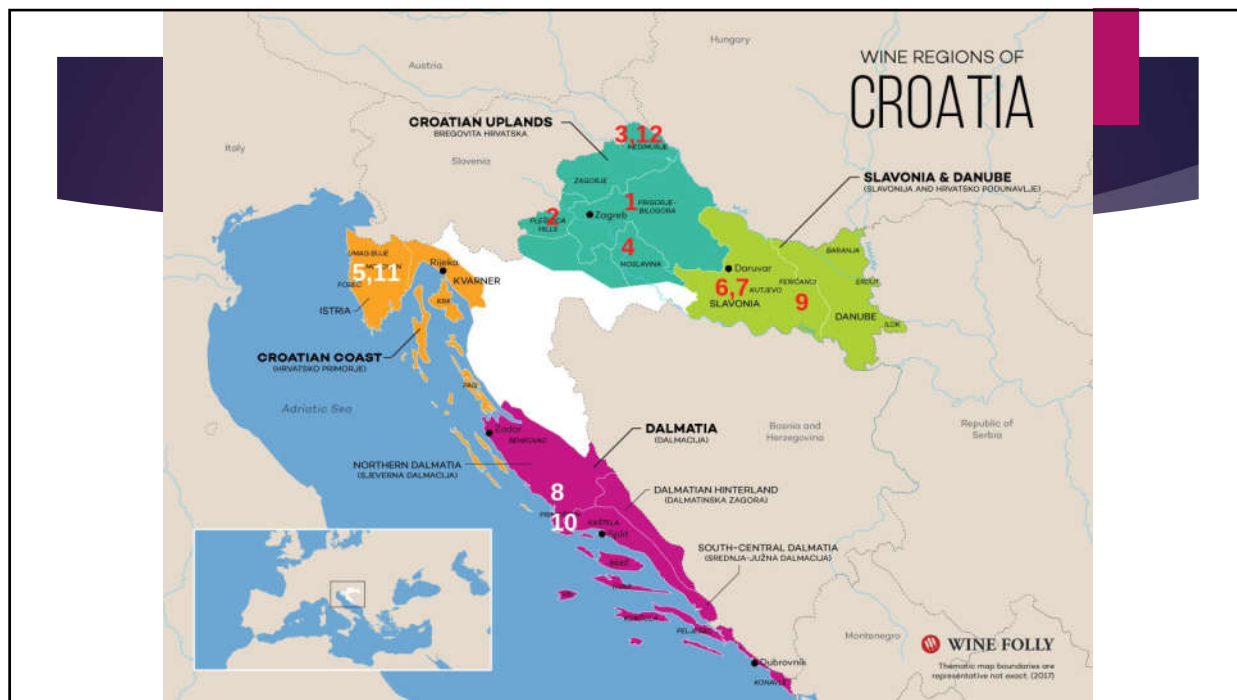 WINE REGIONS OF
CROATIA
Hungary
Austria
Italy
Slovenia
CROATIAN UPLANDS
BREGOVITA HRVATSKA
3,12
MEĐIMURJE
ZAGORJE
1
PRIGORJE-
BILOGORA
2
HILLS
Zagreb
4
MOSLAVINA
SLAVONIA & DANUBE
(SLAVONIJA AND HRVATSKO PODUNAVLJE)
BARANJA
Daruvar
FERIČANCI
ERDUT
6,7
KUTJEVO
SLAVONIA
9
DANUBE
ILOK
UMAG-BUJE
5,11
POREČ
Rijeka
KVARNER
KRK
ISTRIA
CROATIAN COAST
(HRVATSKO PRIMORJE)
PAG
Adriatic Sea
Zadar
BENKOVAC
DALMATIA
(DALMACIJA)
Bosnia and
Herzegovina
Republic of
Serbia
NORTHERN DALMATIA
(SJEVERNA DALMACIJA)
DALMATIAN HINTERLAND
(DALMATINSKA ZAGORA)
8
10
KAŠTELA
Split
BRAČ
HVAR
VIS
KORČULA
PELJEŠAC
SOUTH-CENTRAL DALMATIA
(SREDNJA-JUŽNA DALMACIJA)
Montenegro
Dubrovnik
KONAVLE
WINE FOLLY
Thematic map boundaries are
representative not exact. (2017)